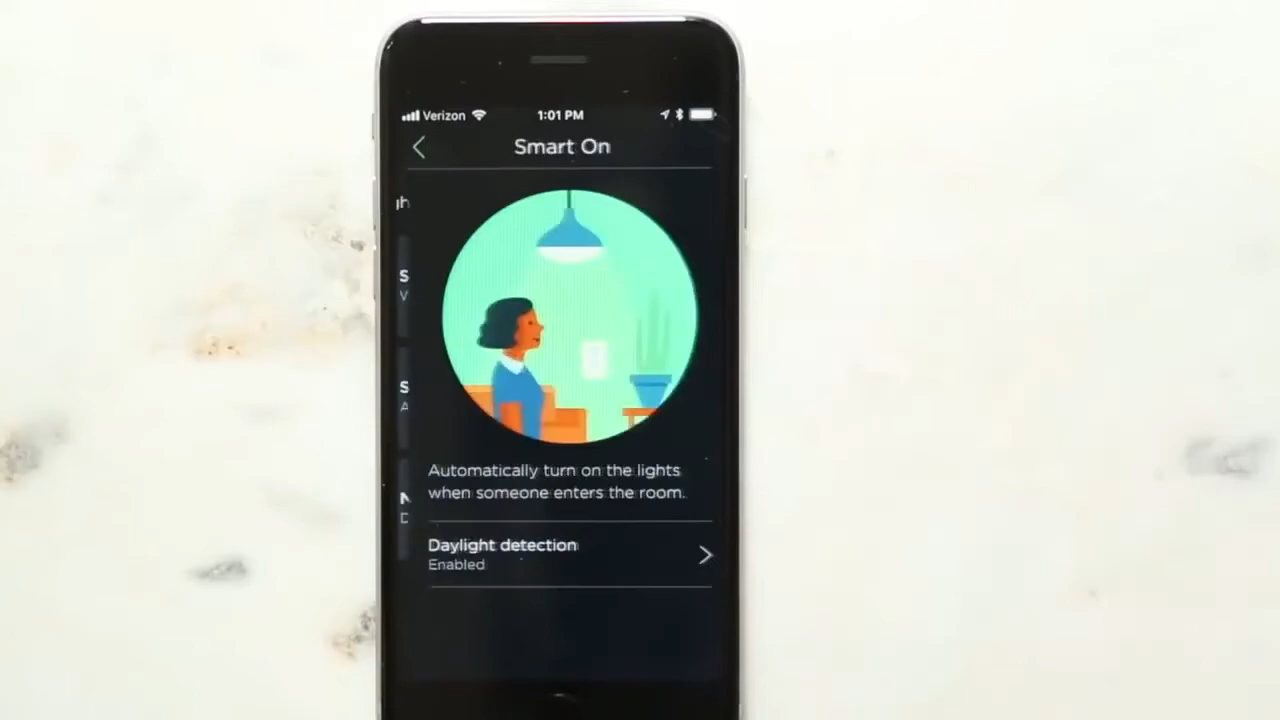 Verizon
1:01 PM
Smart On
gh
S
V
S
A
N
D
Automatically turn on the lights
when someone enters the room.
Daylight detection
Enabled